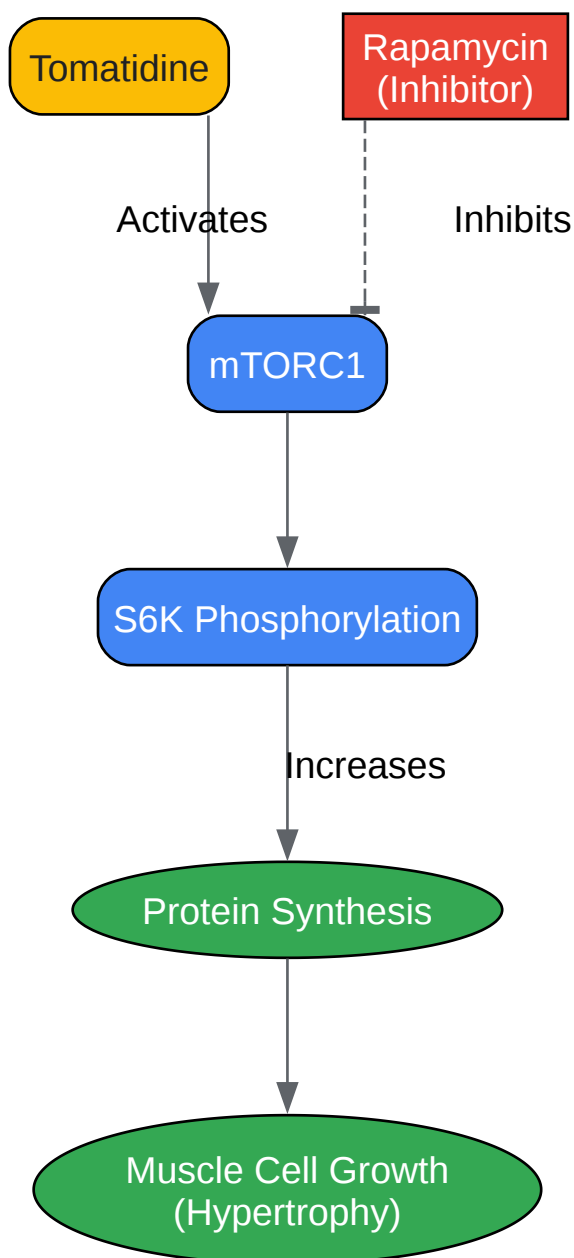 Tomatidine
Rapamycin
(Inhibitor)
Activates
Inhibits
mTORC1
S6K Phosphorylation
Increases
Protein Synthesis
Muscle Cell Growth
(Hypertrophy)